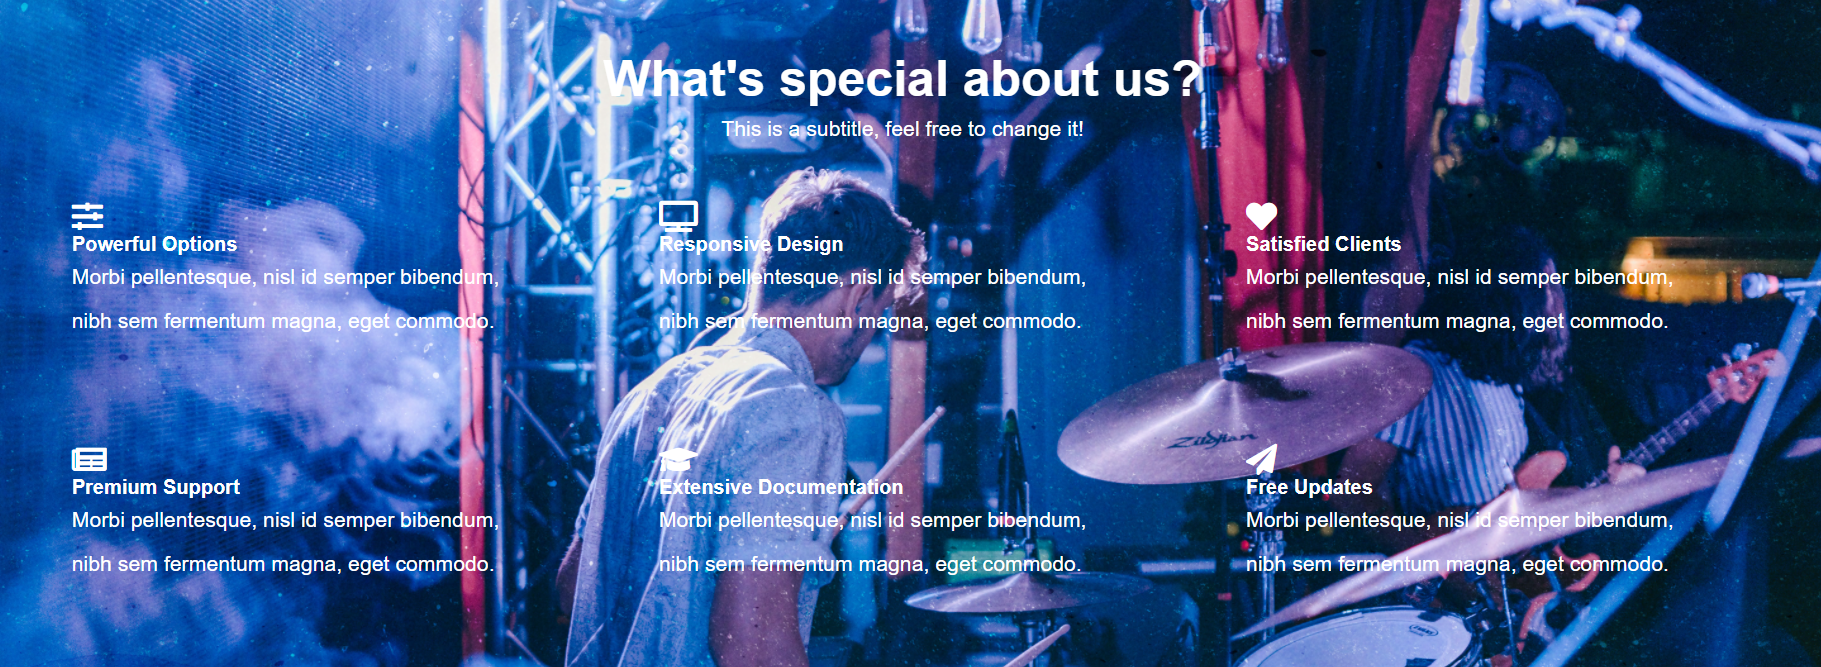 What's special about us?
This is a subtitle, feel free to change it!
Powerful Options
Morbi pellentesque, nisl id semper bibendum,
nibh sem fermentum magna, eget commodo.
Responsive Design
Morbi pellentesque, nisl id semper bibendum,
nibh sem fermentum magna, eget commodo.
Satisfied Clients
Morbi pellentesque, nisl id semper bibendum,
nibh sem fermentum magna, eget commodo.
Zildjian
Premium Support
Morbi pellentesque, nisl id semper bibendum,
nibh sem fermentum magna, eget commodo.
Extensive Documentation
Morbi pellentesque, nisl id semper bibendum,
nibh sem fermentum magna, eget commodo.
Free Updates
Morbi pellentesque, nisl id semper bibendum,
nibh sem fermentum magna, eget commodo.